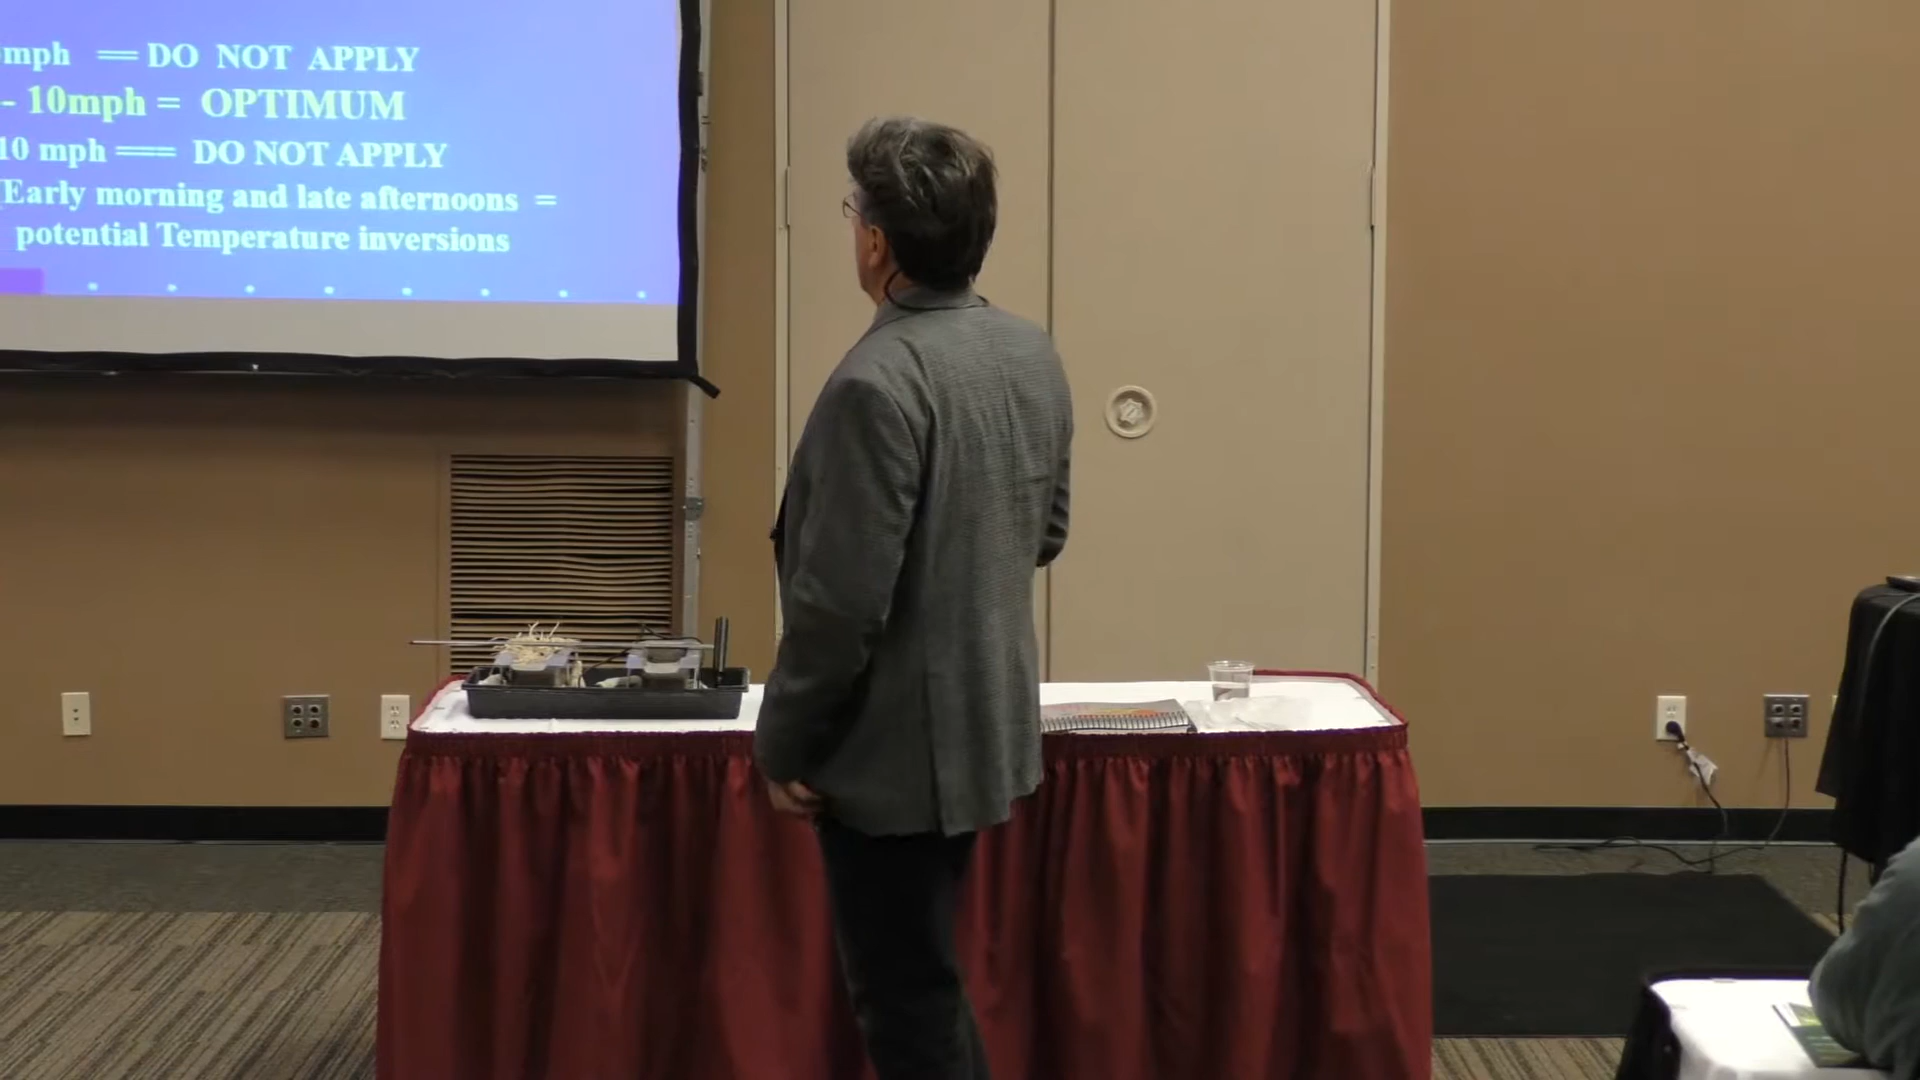 mph == DO NOT APPLY
- 10mph = OPTIMUM
10 mph === DO NOT APPLY
Early morning and late afternoons =
potential Temperature inversions